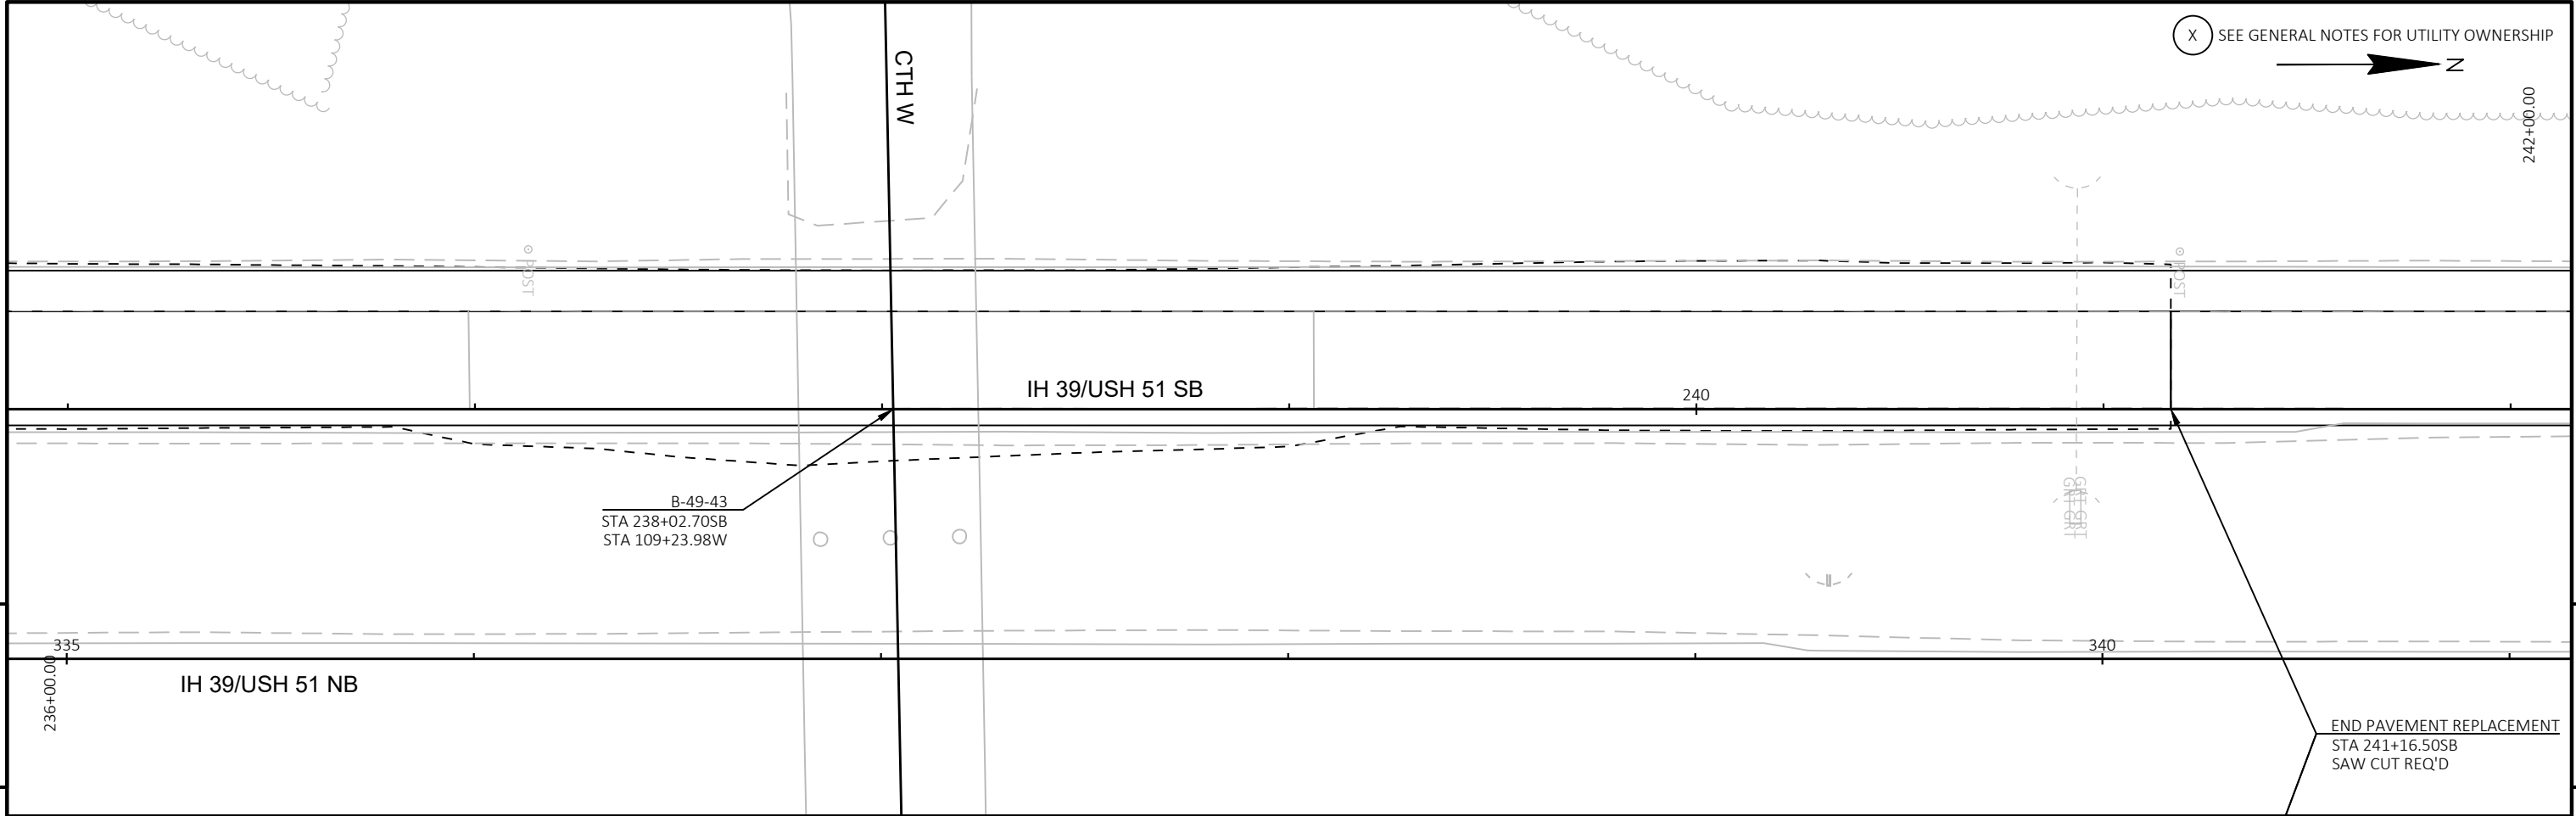 X SEE GENERAL NOTES FOR UTILITY OWNERSHIP
N
CTH W
242+00.00
POST
POST
IH 39/USH 51 SB
240
B-49-43
STA 238+02.70SB
STA 109+23.98W
335
340
236+00.00
IH 39/USH 51 NB
END PAVEMENT REPLACEMENT
STA 241+16.50SB
SAW CUT REQ'D